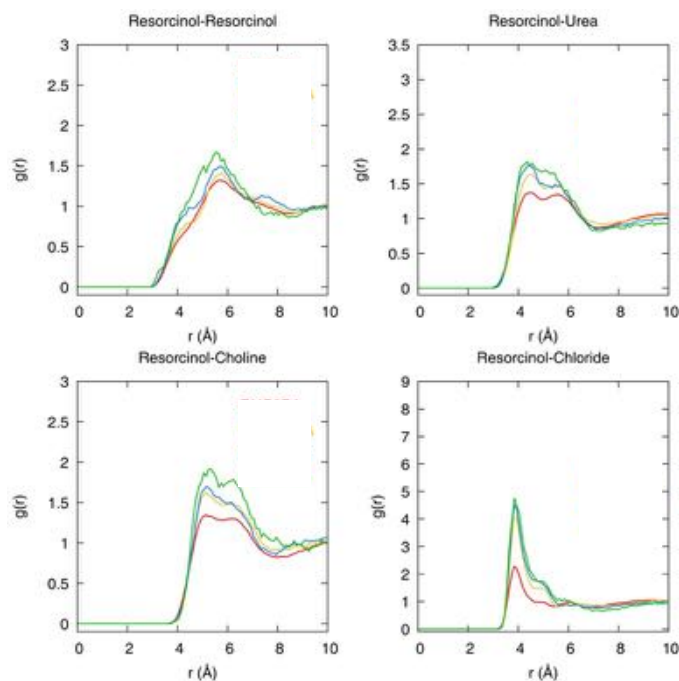 Resorcinol-Resorcinol
3
2.5
2
1.5
1
0.5
0
g(r)
0 2 4 6 8 10
r (Å)
Resorcinol-Urea
3.5
3
2.5
2
1.5
1
0.5
0
g(r)
0 2 4 6 8 10
r (Å)
Resorcinol-Choline
3
2.5
2
1.5
1
0.5
0
g(r)
0 2 4 6 8 10
r (Å)
Resorcinol-Chloride
9
8
7
6
5
4
3
2
1
0
g(r)
0 2 4 6 8 10
r (Å)